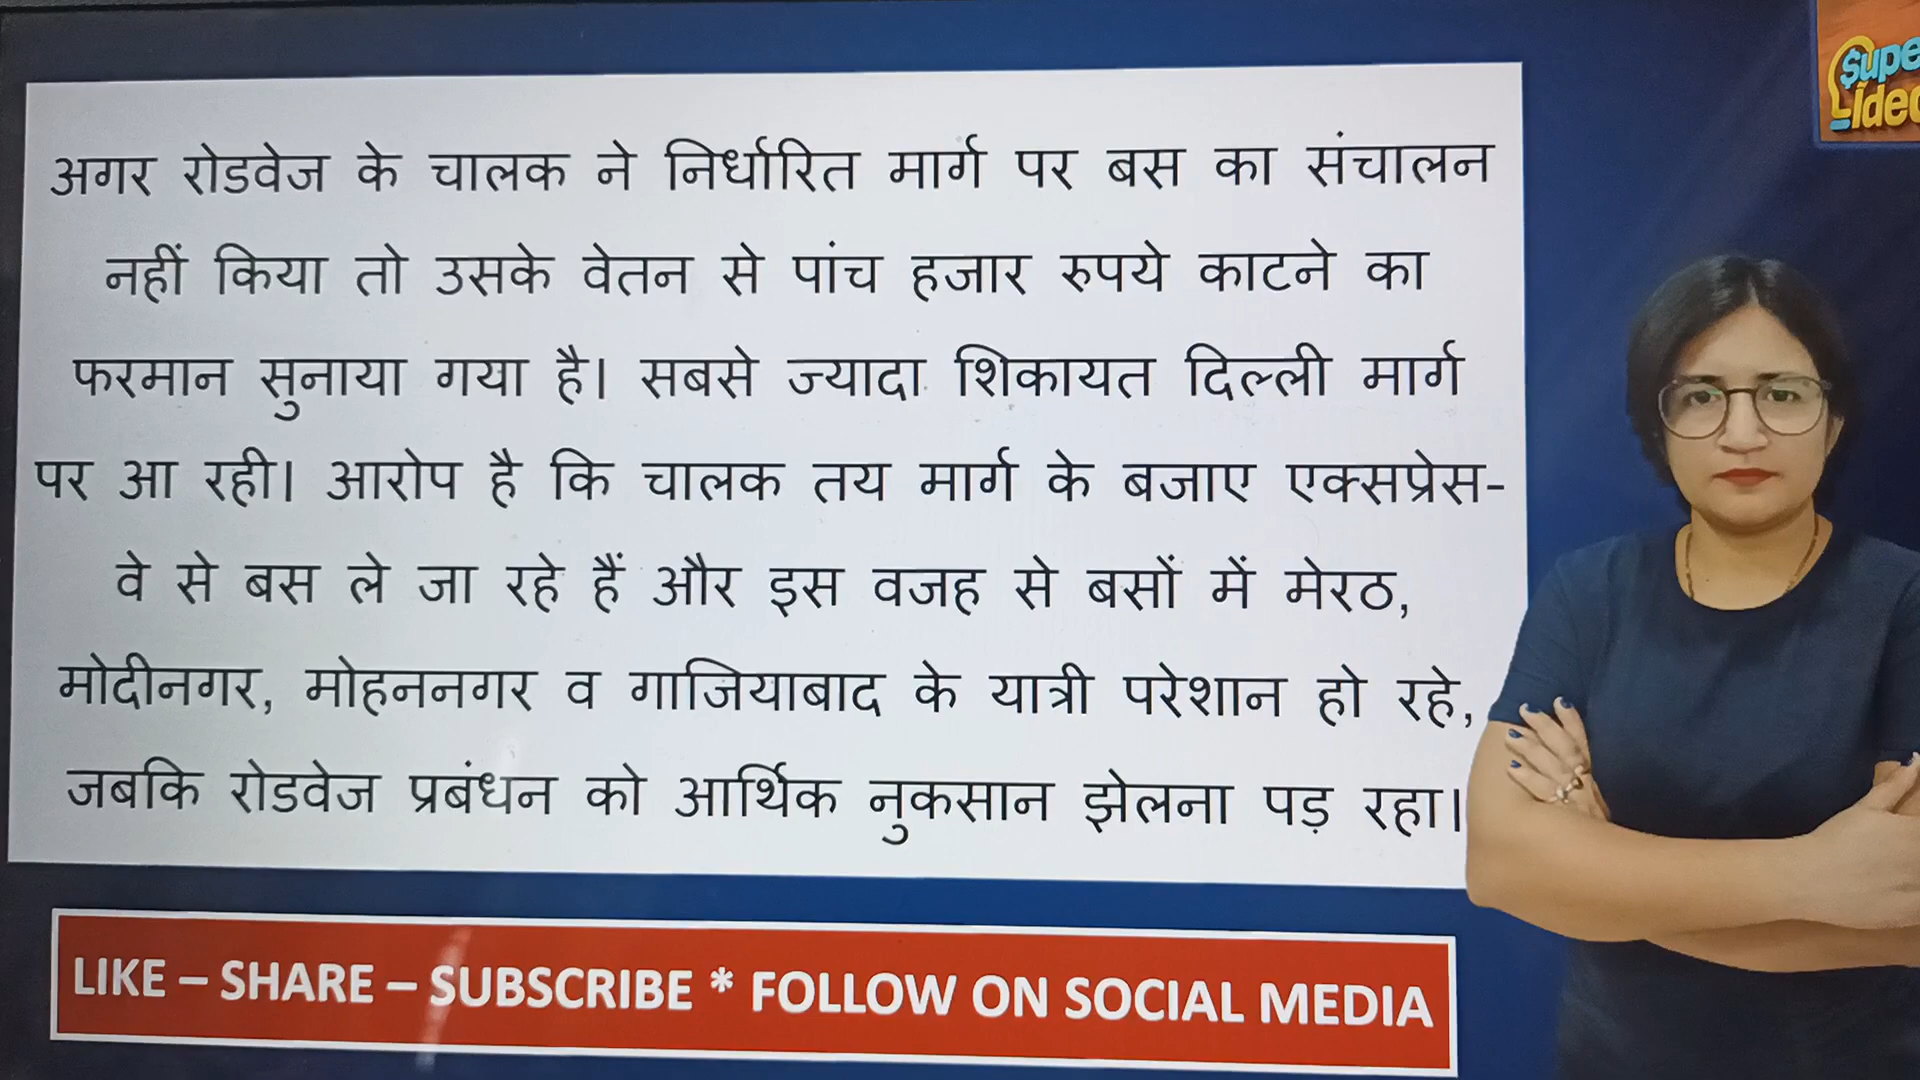 अगर रोडवेज के चालक ने निर्धारित मार्ग पर बस का संचालन
नहीं किया तो उसके वेतन से पांच हजार रुपये काटने का
फरमान सुनाया गया है। सबसे ज्यादा शिकायत दिल्ली मार्ग
पर आ रही। आरोप है कि चालक तय मार्ग के बजाए एक्सप्रेस-
वे से बस ले जा रहे हैं और इस वजह से बसों में मेरठ,
मोदीनगर, मोहननगर व गाजियाबाद के यात्री परेशान हो रहे,
जबकि रोडवेज प्रबंधन को आर्थिक नुकसान झेलना पड़ रहा।
LIKE – SHARE – SUBSCRIBE * FOLLOW ON SOCIAL MEDIA